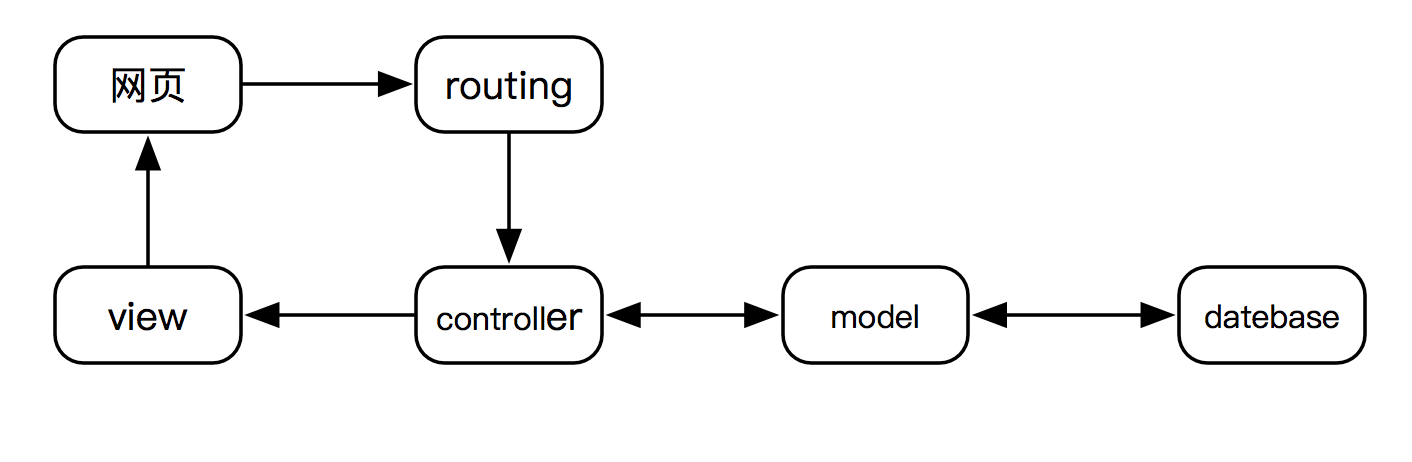 网页
routing
view
controller
model
datebase